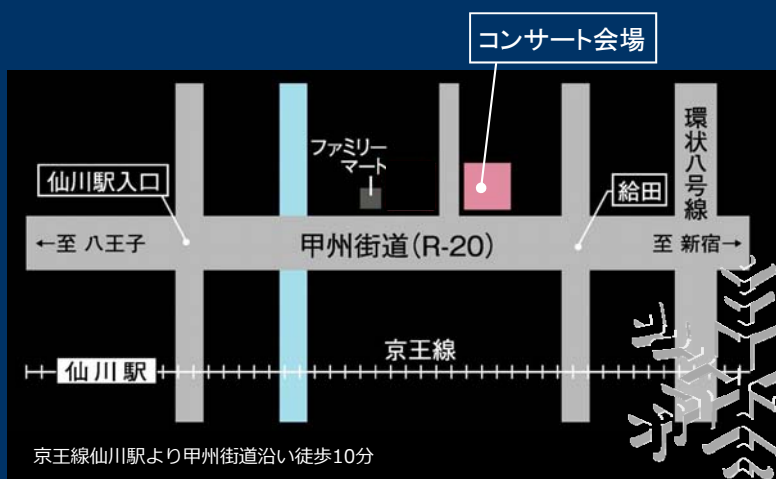 コンサート会場
ファミリー
マート
環状八号線
仙川駅入口
給田
←至 八王子
甲州街道(R-20)
至 新宿→
京王線
仙川駅
京王線仙川駅より甲州街道沿い徒歩10分